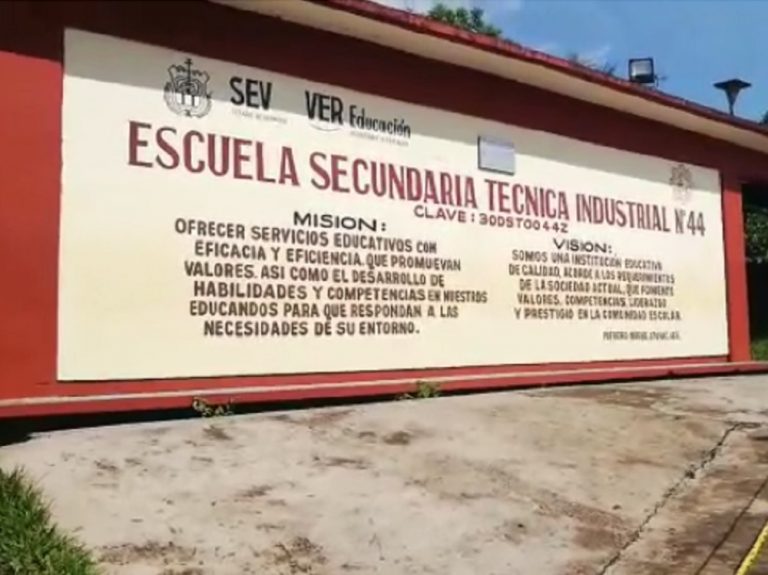 SEV VER Educación
ESCUELA SECUNDARIA TECNICA INDUSTRIAL Nº44
CLAVE: 30DST0044Z
MISION:
OFRECER SERVICIOS EDUCATIVOS CON
EFICACIA Y EFICIENCIA. QUE PROMUEVAN
VALORES. ASI COMO EL DESARROLLO DE
HABILIDADES Y COMPETENCIAS EN NUESTROS
EDUCANDOS PARA QUE RESPONDAN A LAS
NECESIDADES DE SU ENTORNO.
VISION:
SOMOS UNA INSTITUCIÓN EDUCATIVA
DE CALIDAD, ACORDE A LOS REQUERIMIENTOS
DE LA SOCIEDAD ACTUAL, QUE FOMENTE
VALORES, COMPETENCIAS, LIDERAZGO
Y PRESTIGIO EN LA COMUNIDAD ESCOLAR.